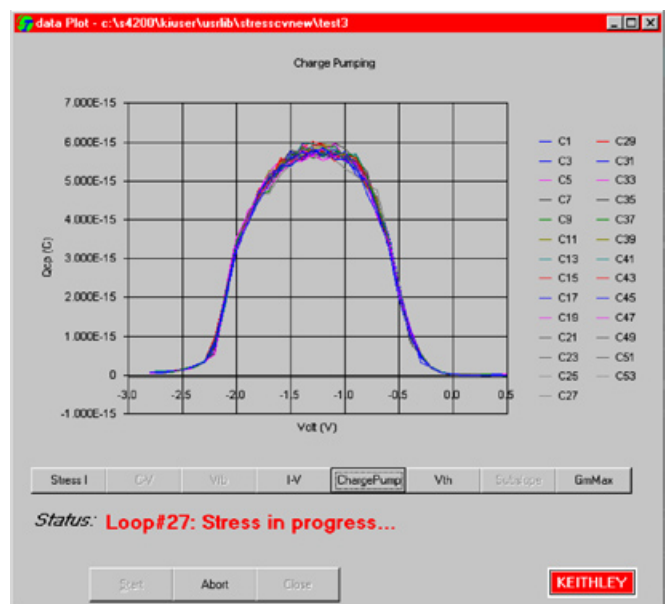 data Plot - c:\s4200\kiuser\usrlib\stresscvnew\test3
Charge Pumping
7.000E-15
6.000E-15
5.000E-15
4.000E-15
3.000E-15
2.000E-15
1.000E-15
0
-1.000E-15
Qcp (C)
-3.0 -2.5 -2.0 -1.5 -1.0 -0.5 0.0 0.5
Volt (V)
C1 C29
C3 C31
C5 C33
C7 C35
C9 C37
C11 C39
C13 C41
C15 C43
C17 C45
C19 C47
C21 C49
C23 C51
C25 C53
C27
Stress I C-V Vfb I-V ChargePump Vth Subslope GmMax
Status: Loop#27: Stress in progress...
Start Abort Close
KEITHLEY